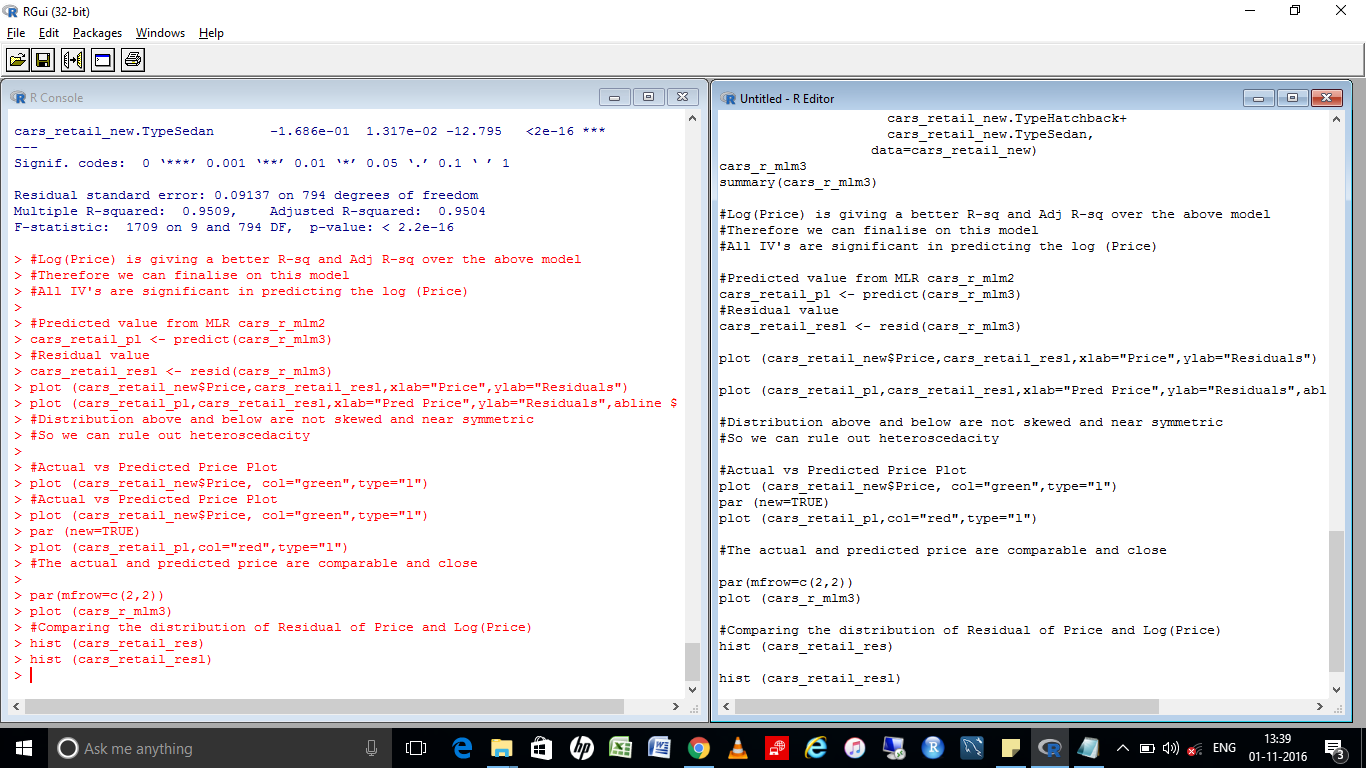 RGui (32-bit)
File Edit Packages Windows Help
R Console
cars_retail_new.TypeSedan -1.686e-01 1.317e-02 -12.795 <2e-16 ***
---
Signif. codes: 0 ‘***’ 0.001 ‘**’ 0.01 ‘*’ 0.05 ‘.’ 0.1 ‘ ’ 1
Residual standard error: 0.09137 on 794 degrees of freedom
Multiple R-squared: 0.9509, Adjusted R-squared: 0.9504
F-statistic: 1709 on 9 and 794 DF, p-value: < 2.2e-16
> #Log(Price) is giving a better R-sq and Adj R-sq over the above model
> #Therefore we can finalise on this model
> #All IV's are significant in predicting the log (Price)
>
> #Predicted value from MLR cars_r_mlm2
> cars_retail_pl <- predict(cars_r_mlm3)
> #Residual value
> cars_retail_resl <- resid(cars_r_mlm3)
> plot (cars_retail_new$Price,cars_retail_resl,xlab="Price",ylab="Residuals")
> plot (cars_retail_pl,cars_retail_resl,xlab="Pred Price",ylab="Residuals",abline $
> #Distribution above and below are not skewed and near symmetric
> #So we can rule out heteroscedacity
>
> #Actual vs Predicted Price Plot
> plot (cars_retail_new$Price, col="green",type="l")
> #Actual vs Predicted Price Plot
> plot (cars_retail_new$Price, col="green",type="l")
> par (new=TRUE)
> plot (cars_retail_pl,col="red",type="l")
> #The actual and predicted price are comparable and close
>
> par(mfrow=c(2,2))
> plot (cars_r_mlm3)
> #Comparing the distribution of Residual of Price and Log(Price)
> hist (cars_retail_res)
> hist (cars_retail_resl)
>
Untitled - R Editor
cars_retail_new.TypeHatchback+
cars_retail_new.TypeSedan,
data=cars_retail_new)
cars_r_mlm3
summary(cars_r_mlm3)
#Log(Price) is giving a better R-sq and Adj R-sq over the above model
#Therefore we can finalise on this model
#All IV's are significant in predicting the log (Price)
#Predicted value from MLR cars_r_mlm2
cars_retail_pl <- predict(cars_r_mlm3)
#Residual value
cars_retail_resl <- resid(cars_r_mlm3)
plot (cars_retail_new$Price,cars_retail_resl,xlab="Price",ylab="Residuals")
plot (cars_retail_pl,cars_retail_resl,xlab="Pred Price",ylab="Residuals",abl
#Distribution above and below are not skewed and near symmetric
#So we can rule out heteroscedacity
#Actual vs Predicted Price Plot
plot (cars_retail_new$Price, col="green",type="l")
par (new=TRUE)
plot (cars_retail_pl,col="red",type="l")
#The actual and predicted price are comparable and close
par(mfrow=c(2,2))
plot (cars_r_mlm3)
#Comparing the distribution of Residual of Price and Log(Price)
hist (cars_retail_res)
hist (cars_retail_resl)
Ask me anything
ENG
13:39
01-11-2016
3